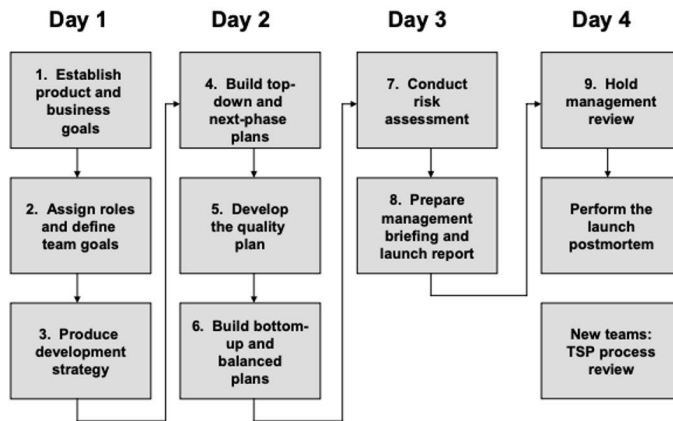 Day 1
Day 2
Day 3
Day 4
1. Establish
product and
business
goals
2. Assign roles
and define
team goals
3. Produce
development
strategy
4. Build top-
down and
next-phase
plans
5. Develop
the quality
plan
6. Build bottom-
up and
balanced
plans
7. Conduct
risk
assessment
8. Prepare
management
briefing and
launch report
9. Hold
management
review
Perform the
launch
postmortem
New teams:
TSP process
review